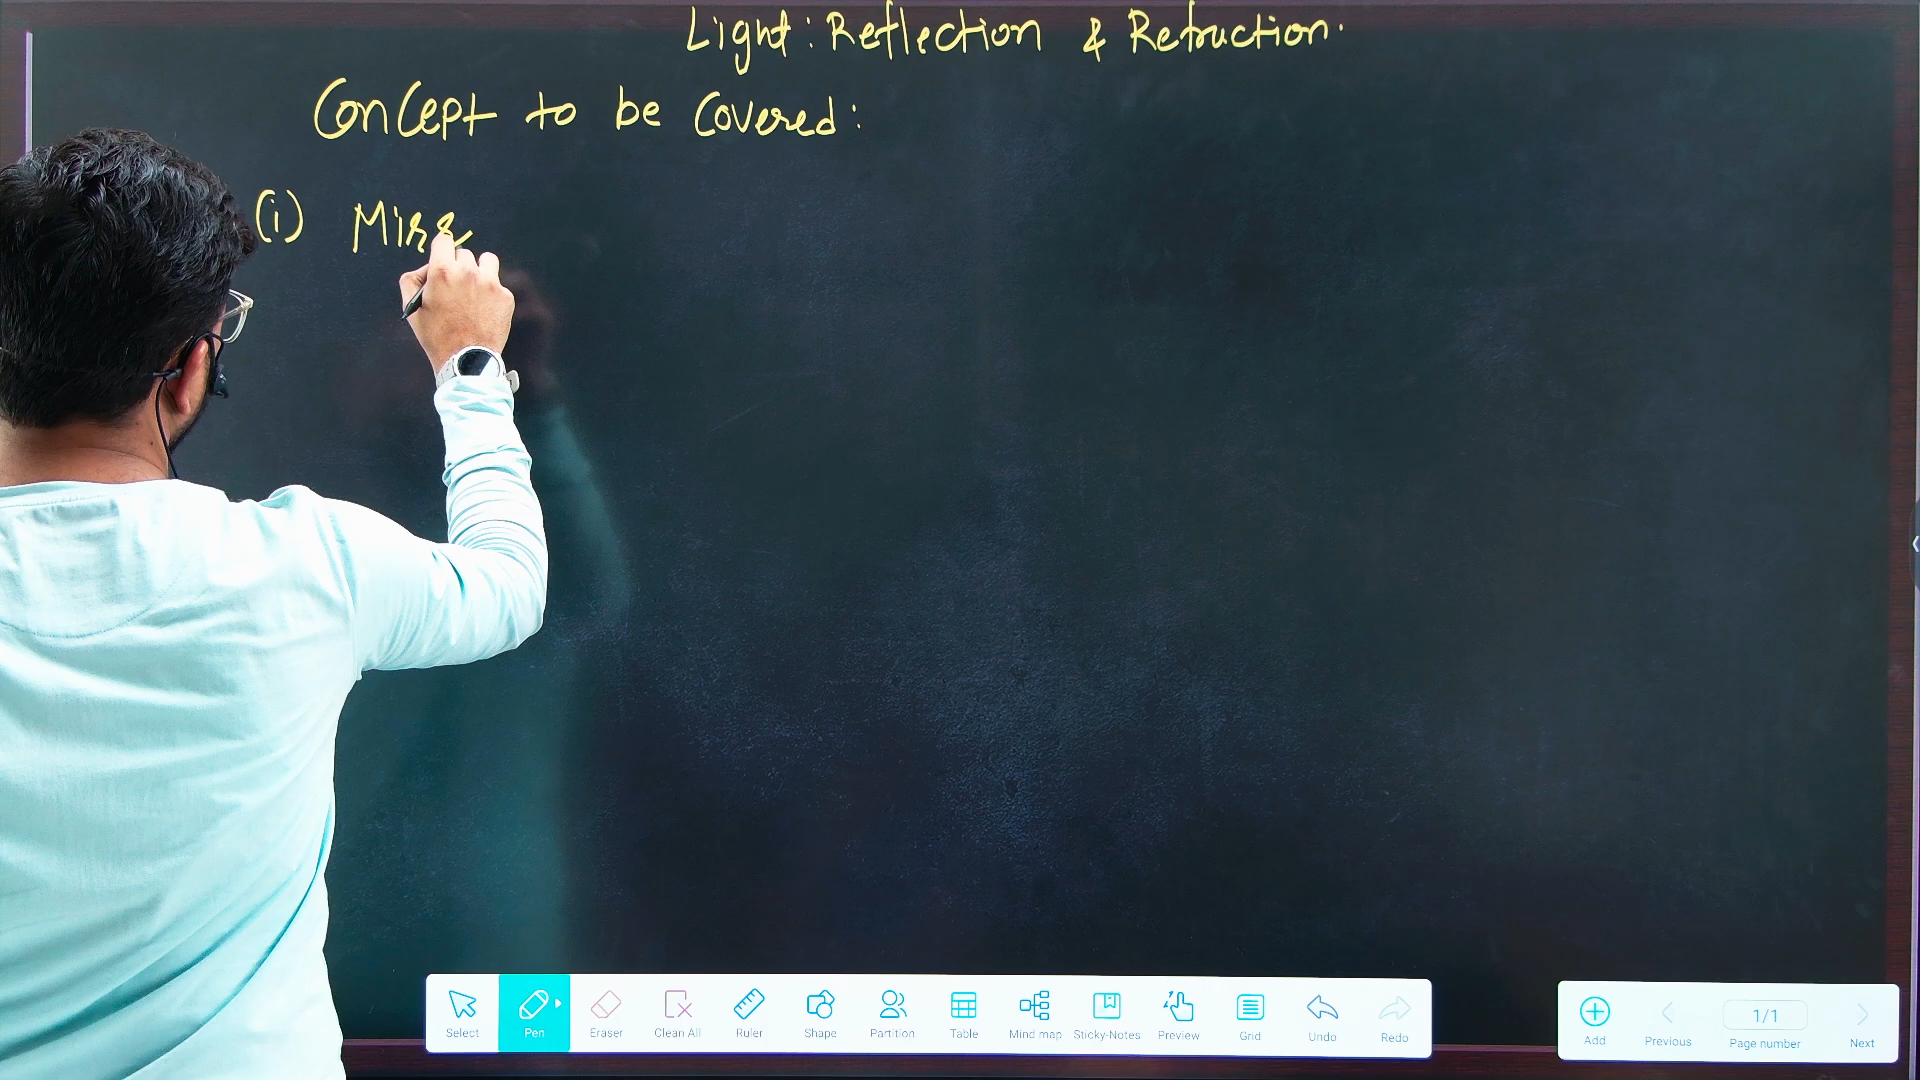 Light: Reflection & Refraction.
Concept to be Covered:
(i) Mirr
Select Pen Eraser Clean All Ruler Shape Partition Table Mind map Sticky-Notes Preview Grid Undo Redo
Add Previous 1/1 Page number Next